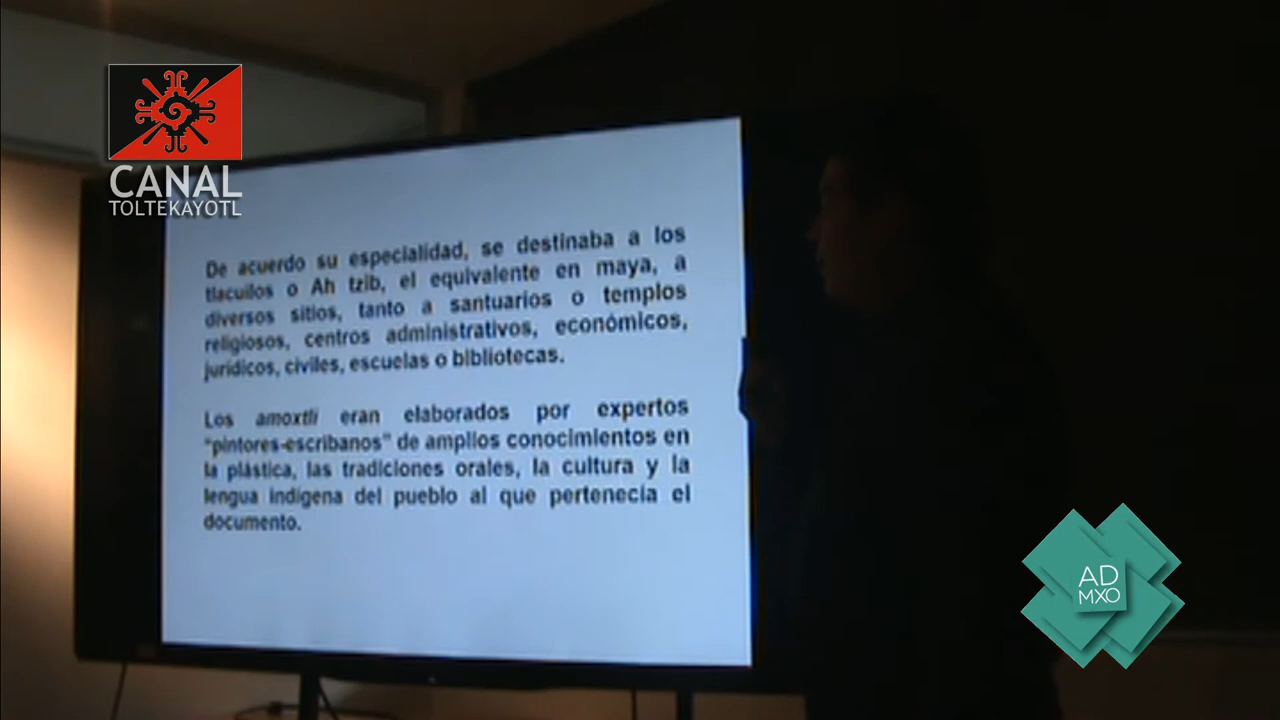 CANAL
TOLTEKAYOTL
De acuerdo su especialidad, se destinaba a los
tlacuilos o Ah tzib, el equivalente en maya, a
diversos sitios, tanto a santuarios o templos
religiosos, centros administrativos, económicos,
jurídicos, civiles, escuelas o bibliotecas.
Los amoxtli eran elaborados por expertos
"pintores-escribanos" de amplios conocimientos en
la plástica, las tradiciones orales, la cultura y la
lengua indígena del pueblo al que pertenecía el
documento.
AD
MXO